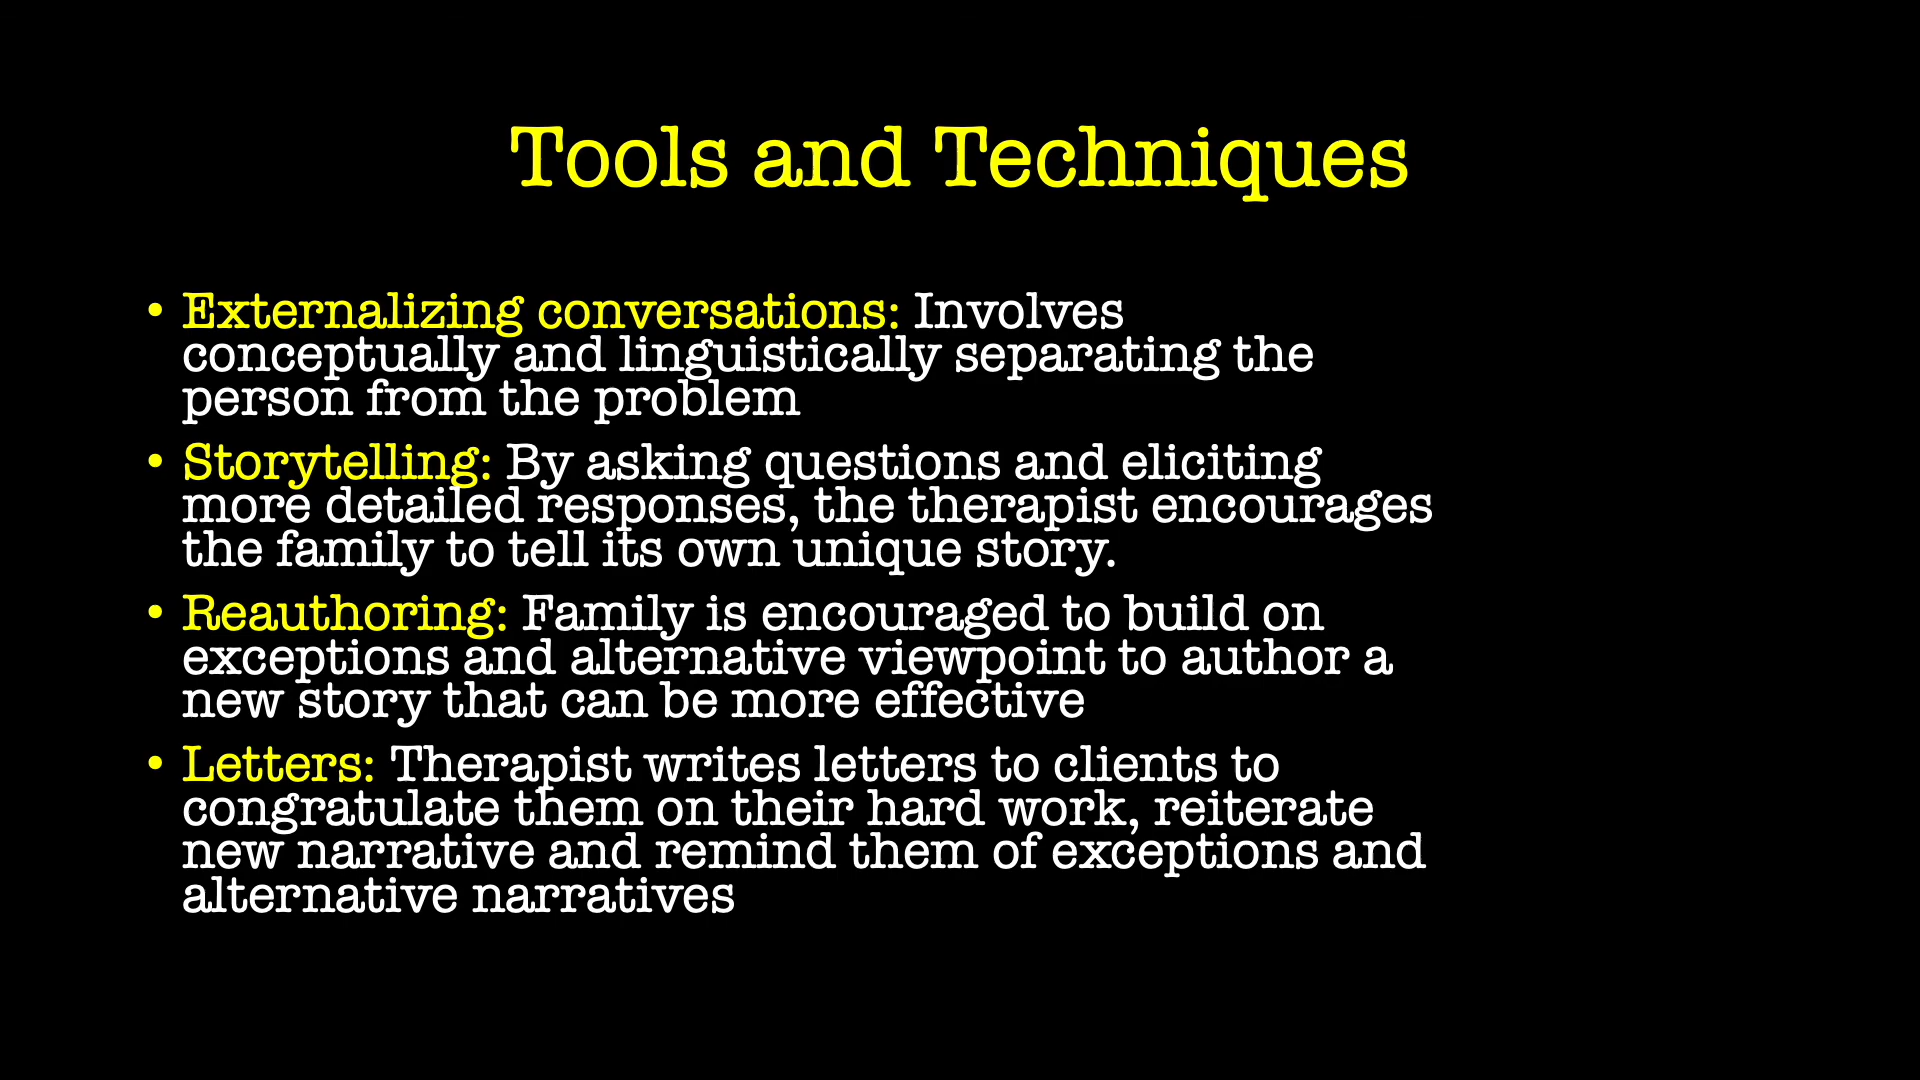 Tools and Techniques
• Externalizing conversations: Involves
conceptually and linguistically separating the
person from the problem
• Storytelling: By asking questions and eliciting
more detailed responses, the therapist encourages
the family to tell its own unique story.
• Reauthoring: Family is encouraged to build on
exceptions and alternative viewpoint to author a
new story that can be more effective
• Letters: Therapist writes letters to clients to
congratulate them on their hard work, reiterate
new narrative and remind them of exceptions and
alternative narratives